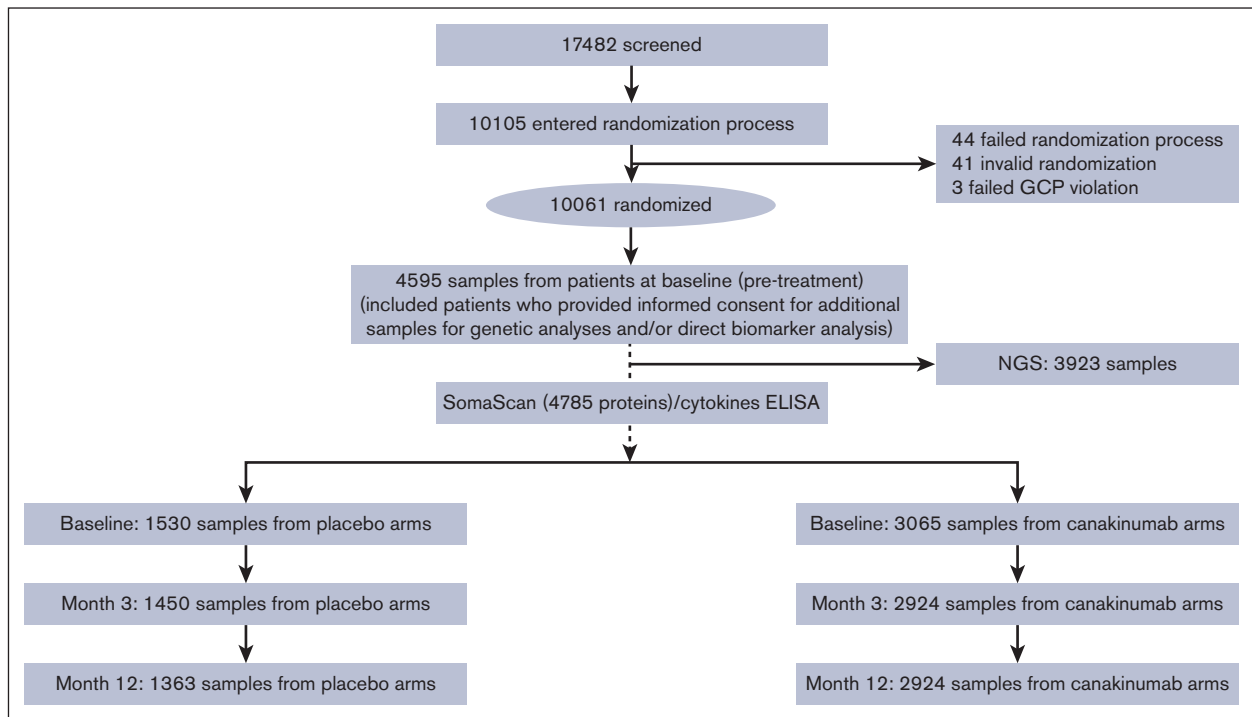 17482 screened
10105 entered randomization process
44 failed randomization process
41 invalid randomization
3 failed GCP violation
10061 randomized
4595 samples from patients at baseline (pre-treatment)
(included patients who provided informed consent for additional
samples for genetic analyses and/or direct biomarker analysis)
NGS: 3923 samples
SomaScan (4785 proteins)/cytokines ELISA
Baseline: 1530 samples from placebo arms
Baseline: 3065 samples from canakinumab arms
Month 3: 1450 samples from placebo arms
Month 3: 2924 samples from canakinumab arms
Month 12: 1363 samples from placebo arms
Month 12: 2924 samples from canakinumab arms